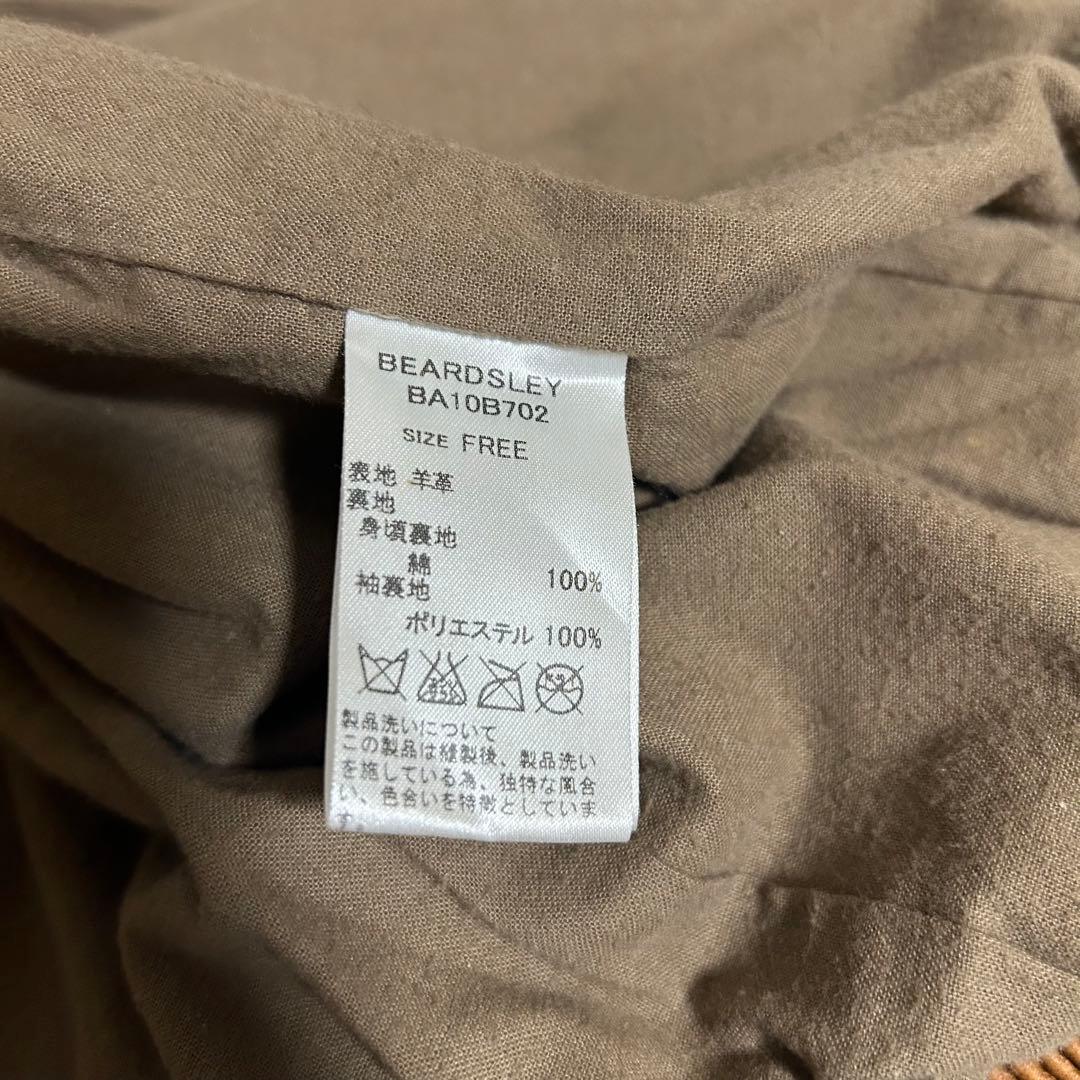 BEARDSLEY
BA10B702
SIZE FREE
表地 羊革
裏地
身頃裏地
綿 100%
袖裏地
ポリエステル 100%
製品洗いについて
この製品は縫製後、製品洗い
を施している為、独特な風合
い、色合いを特徴としていま
す。